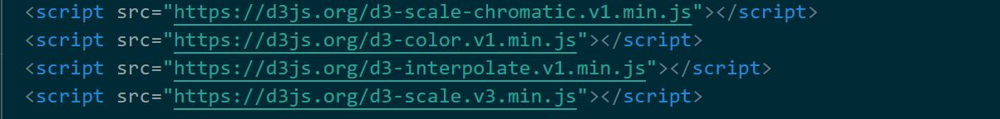 <script src="https://d3js.org/d3-scale-chromatic.v1.min.js"></script>
<script src="https://d3js.org/d3-color.v1.min.js"></script>
<script src="https://d3js.org/d3-interpolate.v1.min.js"></script>
<script src="https://d3js.org/d3-scale.v3.min.js"></script>